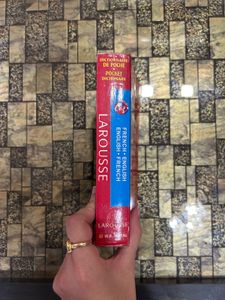 DICTIONNAIRE
DE POCHE
POCKET
DICTIONARY
LAROUSSE
FRENCH • ENGLISH
ENGLISH • FRENCH
LAROUSSE